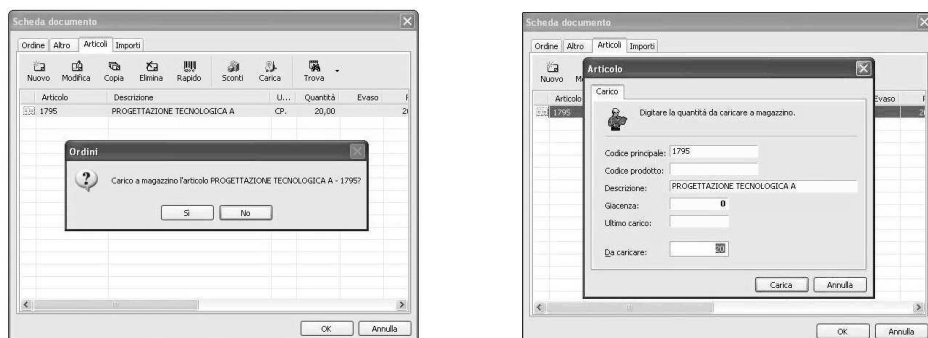 Scheda documento
Ordine Altro Articoli Importi
Nuovo Modifica Copia Elimina Rapido Sconti Carica Trova
Articolo Descrizione U... Quantità Evaso
1795 PROGETTAZIONE TECNOLOGICA A CP. 20,00
Ordini
Carico a magazzino l'articolo PROGETTAZIONE TECNOLOGICA A - 1795?
Sì No
OK Annulla
Scheda documento
Ordine Altro Articoli Importi
Nuovo
Articolo Evaso
1795
Articolo
Carico
Digitare la quantità da caricare a magazzino.
Codice principale: 1795
Codice prodotto:
Descrizione: PROGETTAZIONE TECNOLOGICA A
Giacenza: 0
Ultimo carico:
Da caricare: 20
Carica Annulla
OK Annulla